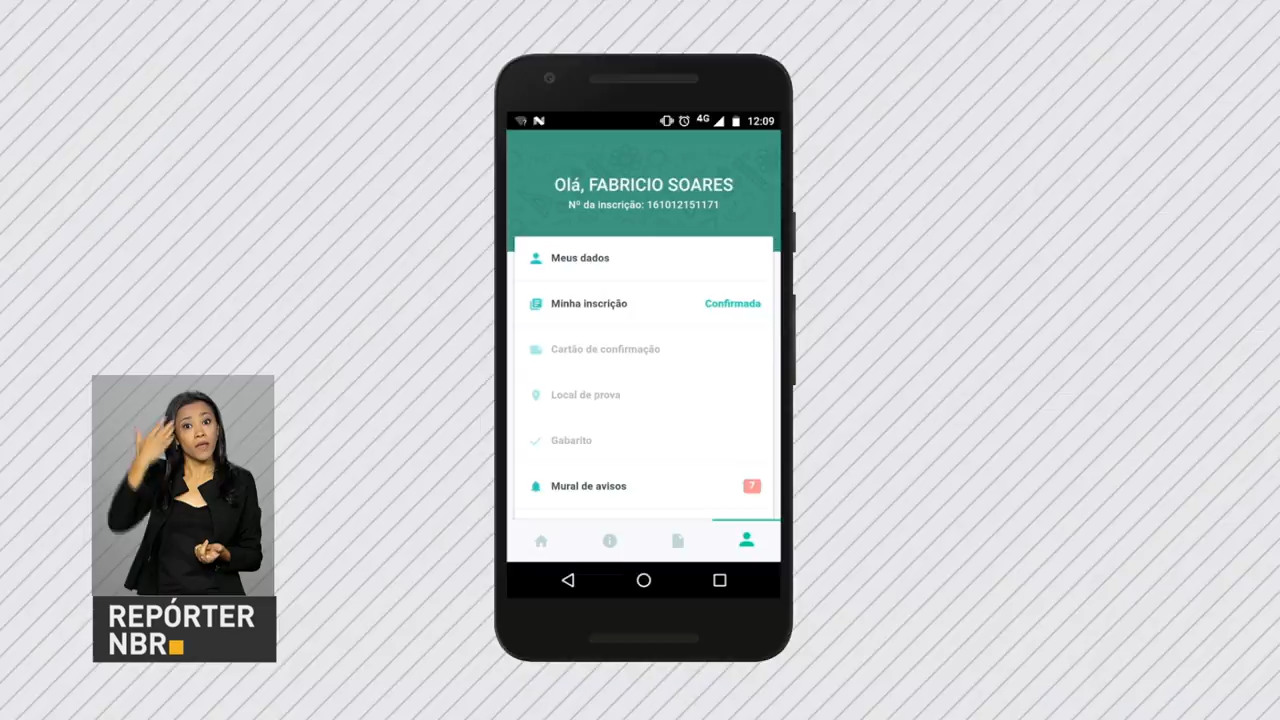 4G 12:09
Olá, FABRICIO SOARES
Nº da inscrição: 161012151171
Meus dados
Minha inscrição Confirmada
Cartão de confirmação
Local de prova
Gabarito
Mural de avisos 7
REPÓRTER
NBR